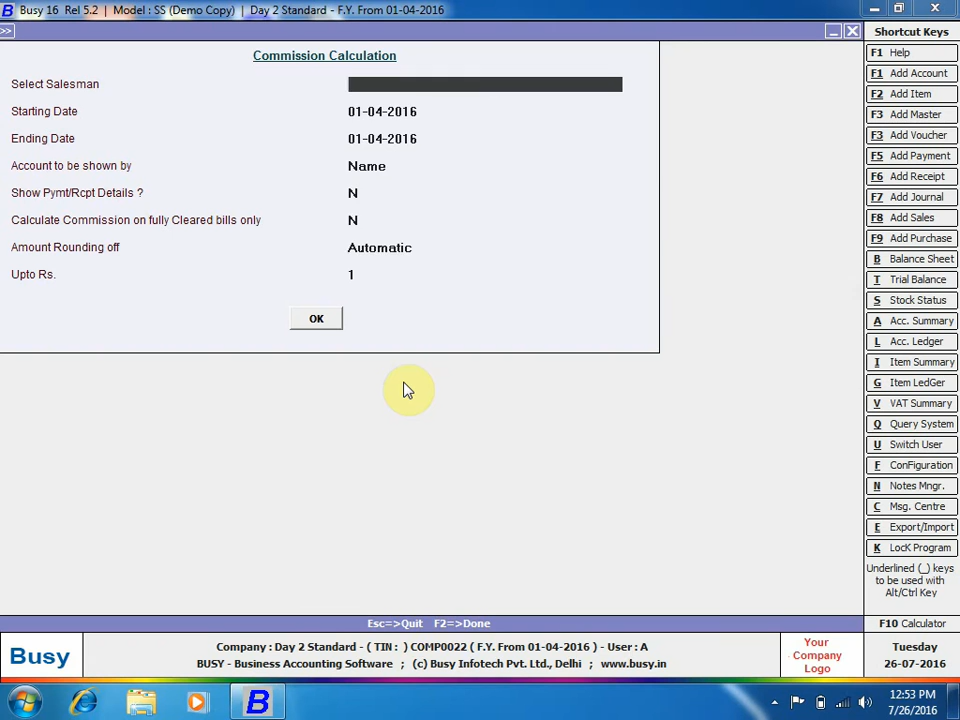 Busy 16 Rel 5.2 | Model : SS (Demo Copy) | Day 2 Standard - F.Y. From 01-04-2016
>>
Shortcut Keys
Commission Calculation
Select Salesman
Starting Date 01-04-2016
Ending Date 01-04-2016
Account to be shown by Name
Show Pymt/Rcpt Details ? N
Calculate Commission on fully Cleared bills only N
Amount Rounding off Automatic
Upto Rs. 1
OK
F1 Help
F1 Add Account
F2 Add Item
F3 Add Master
F3 Add Voucher
F5 Add Payment
F6 Add Receipt
F7 Add Journal
F8 Add Sales
F9 Add Purchase
B Balance Sheet
T Trial Balance
S Stock Status
A Acc. Summary
L Acc. Ledger
I Item Summary
G Item LedGer
V VAT Summary
Q Query System
U Switch User
F ConFiguration
N Notes Mngr.
C Msg. Centre
E Export/Import
K LocK Program
Underlined (_) keys
to be used with
Alt/Ctrl Key
Esc=>Quit F2=>Done
F10 Calculator
Busy
Company : Day 2 Standard - ( TIN : ) COMP0022 ( F.Y. From 01-04-2016 ) - User : A
BUSY - Business Accounting Software ; (c) Busy Infotech Pvt. Ltd., Delhi ; www.busy.in
Your
Company
Logo
Tuesday
26-07-2016
12:53 PM
7/26/2016